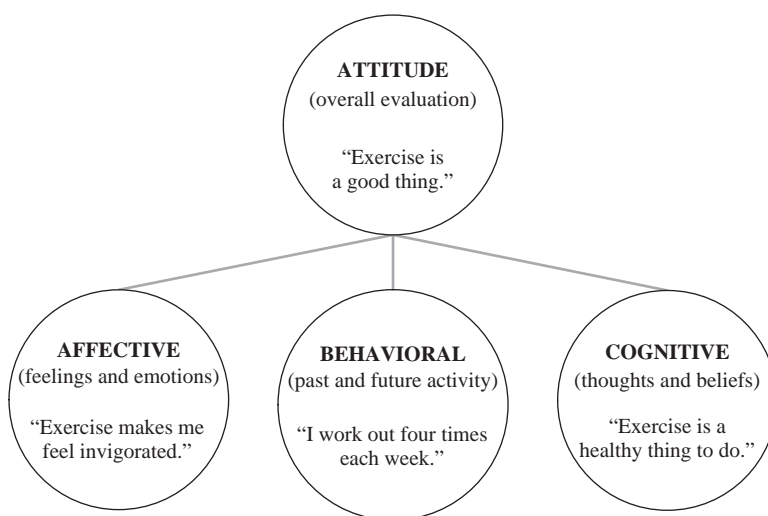 ATTITUDE
(overall evaluation)
“Exercise is
a good thing.”
AFFECTIVE
(feelings and emotions)
“Exercise makes me
feel invigorated.”
BEHAVIORAL
(past and future activity)
“I work out four times
each week.”
COGNITIVE
(thoughts and beliefs)
“Exercise is a
healthy thing to do.”